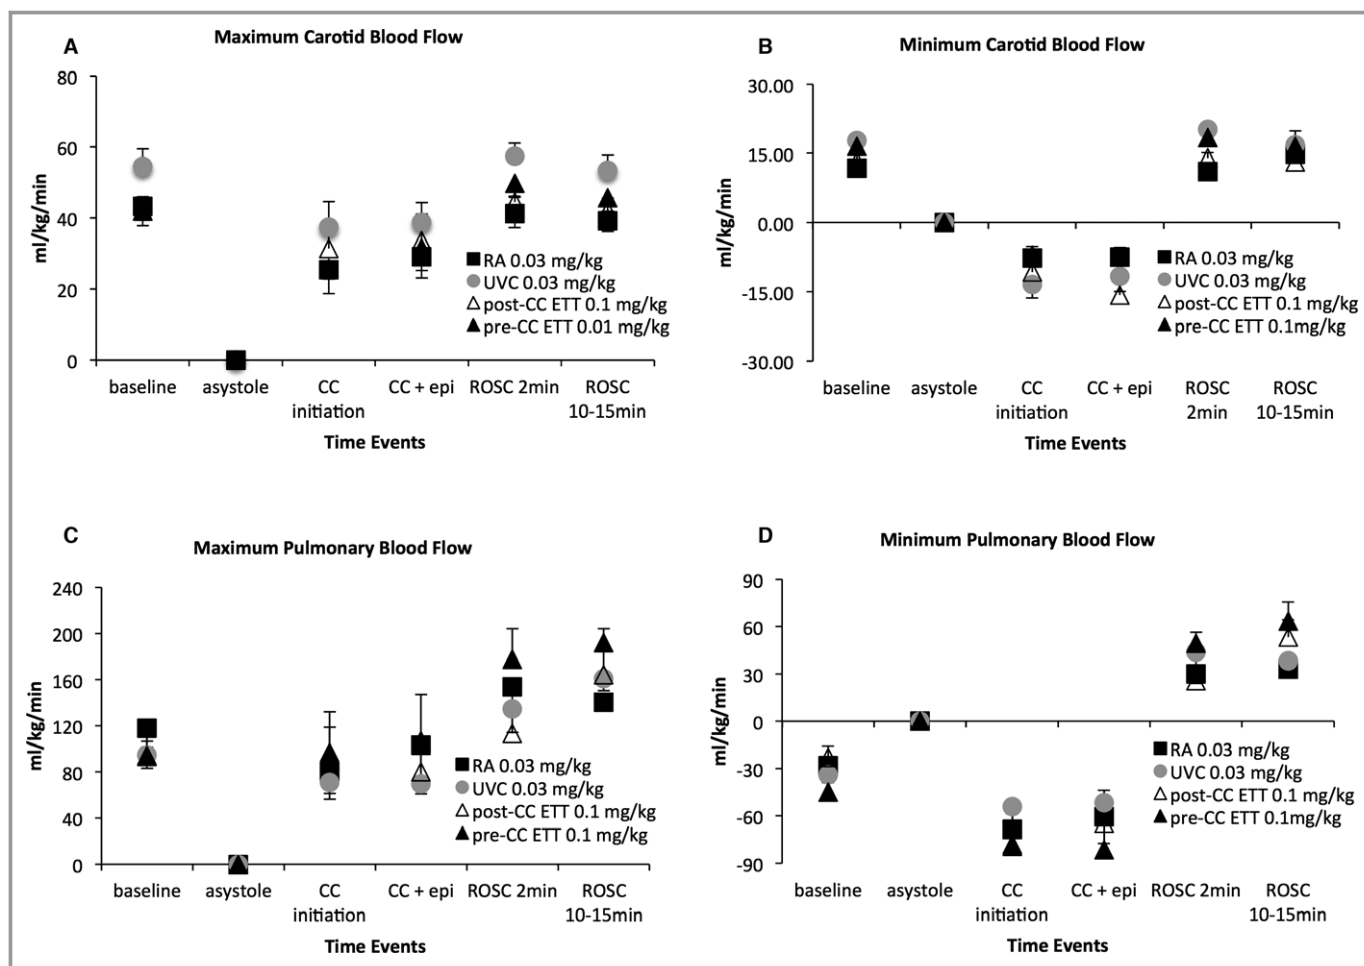 A
Maximum Carotid Blood Flow
80
60
40
20
0
ml/kg/min
RA 0.03 mg/kg
UVC 0.03 mg/kg
post-CC ETT 0.1 mg/kg
pre-CC ETT 0.01 mg/kg
baseline asystole CC CC + epi ROSC 2min ROSC
initiation 10-15min
Time Events
B
Minimum Carotid Blood Flow
30.00
15.00
0.00
-15.00
-30.00
ml/kg/min
RA 0.03 mg/kg
UVC 0.03 mg/kg
post-CC ETT 0.1 mg/kg
pre-CC ETT 0.1mg/kg
baseline asystole CC CC + epi ROSC ROSC
initiation 2min 10-15min
Time Events
C
Maximum Pulmonary Blood Flow
240
200
160
120
80
40
0
ml/kg/min
RA 0.03 mg/kg
UVC 0.03 mg/kg
post-CC ETT 0.1 mg/kg
pre-CC ETT 0.1 mg/kg
baseline asystole CC CC + epi ROSC 2min ROSC
initiation 10-15min
Time Events
D
Minimum Pulmonary Blood Flow
90
60
30
0
-30
-60
-90
ml/kg/min
RA 0.03 mg/kg
UVC 0.03 mg/kg
post-CC ETT 0.1 mg/kg
pre-CC ETT 0.1mg/kg
baseline asystole CC CC + epi ROSC 2min ROSC
initiation 10-15min
Time Events